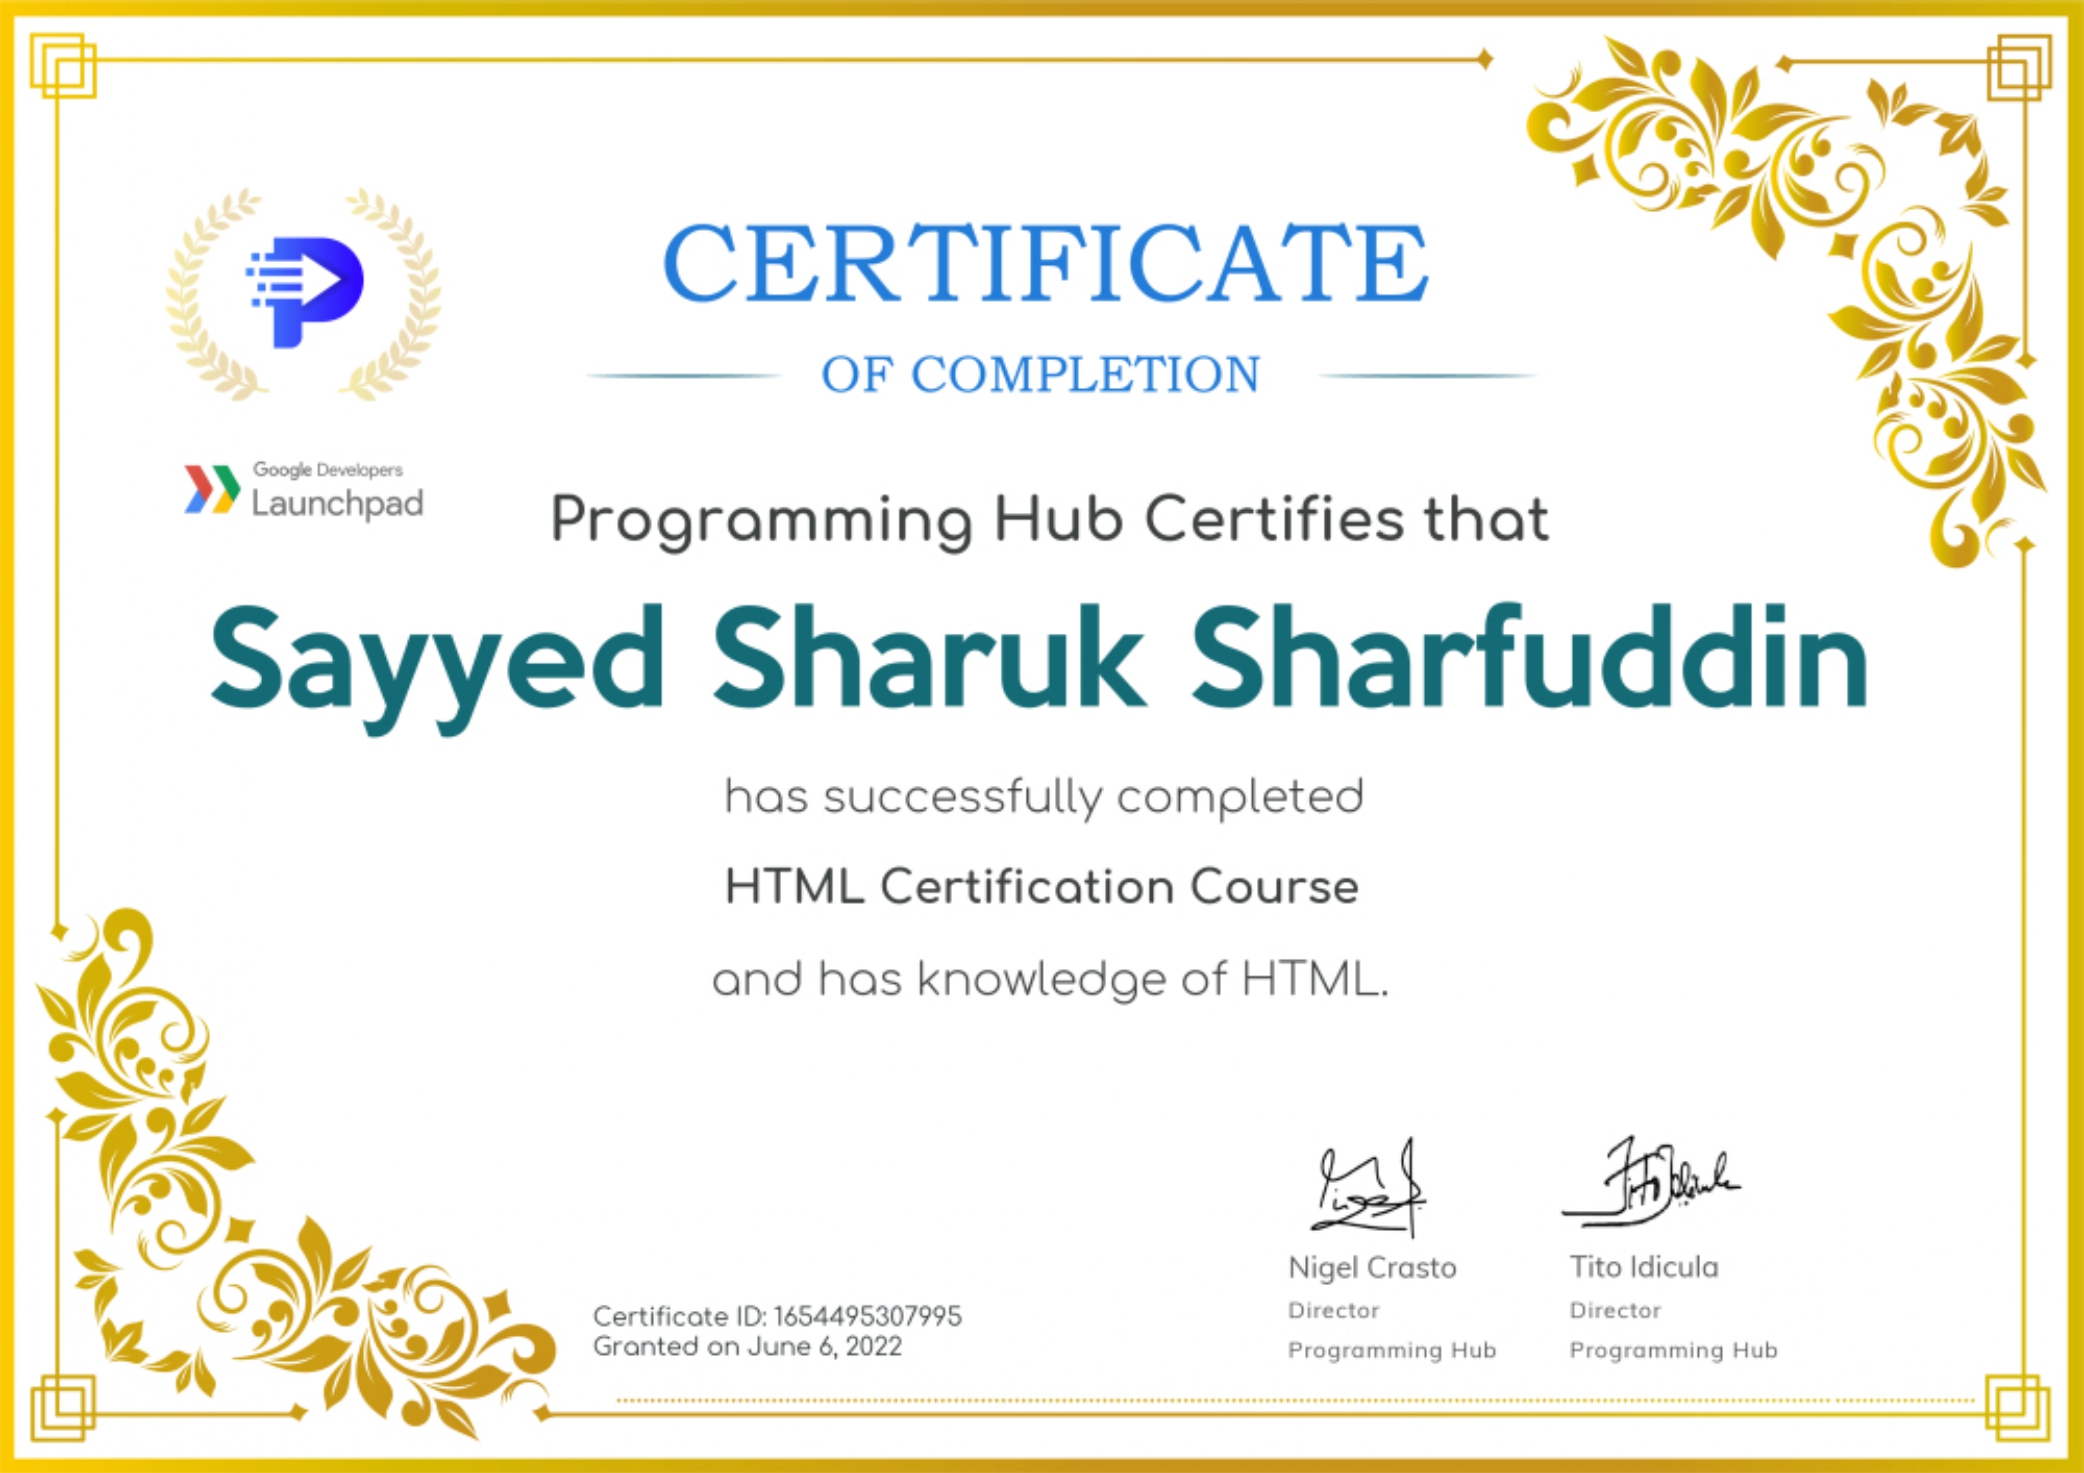 CERTIFICATE
OF COMPLETION
Google Developers
Launchpad
Programming Hub Certifies that
Sayyed Sharuk Sharfuddin
has successfully completed
HTML Certification Course
and has knowledge of HTML.
Nigel Crasto
Director
Programming Hub
Tito Idicula
Director
Programming Hub
Certificate ID: 1654495307995
Granted on June 6, 2022